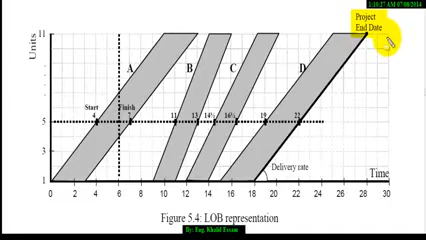 1:10:27 AM 07/08/2014
Project
End Date
Units
11
A
B
C
D
Start
4
Finish
7
11
13
14½
16½
19
22
5
3
1
Delivery rate
Time
0 2 4 6 8 10 12 14 16 18 20 22 24 26 28 30
Figure 5.4: LOB representation
By: Eng. Khalid Essam